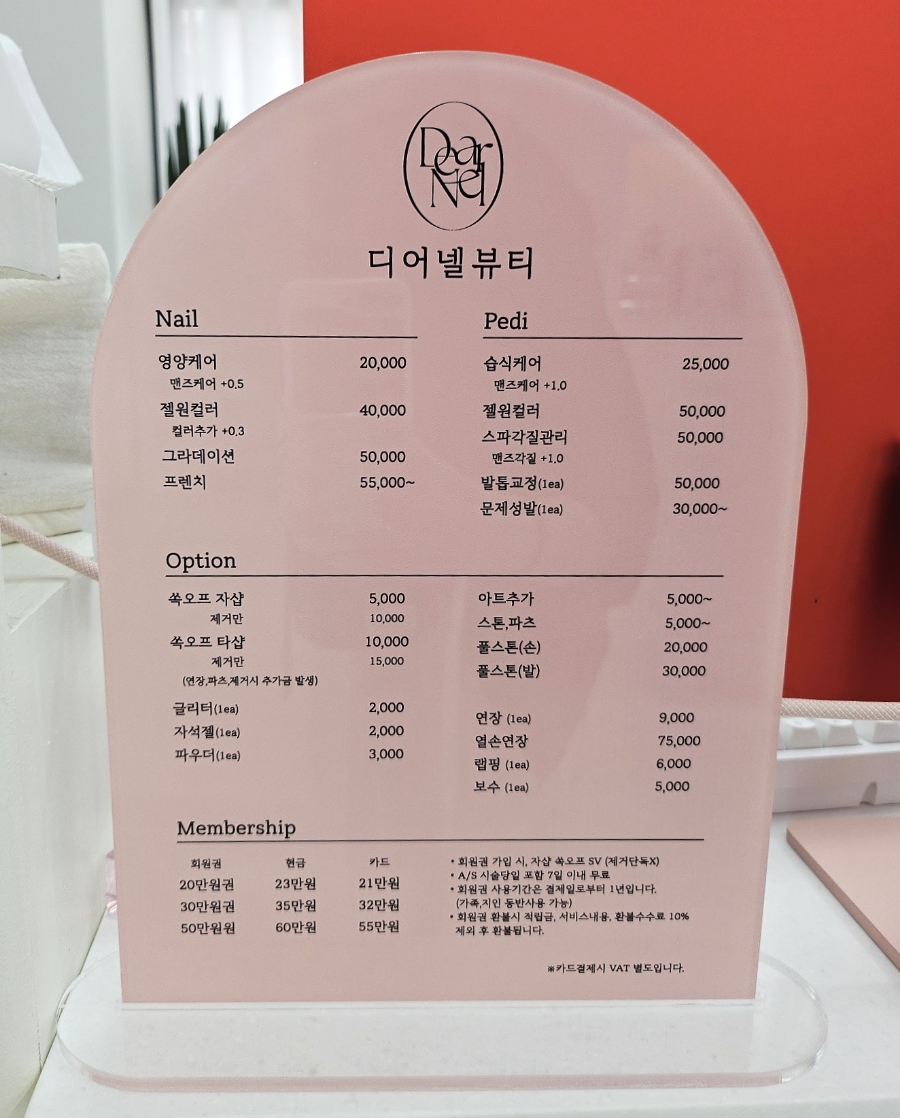 Dear
Nel
디어넬뷰티
Nail
영양케어 20,000
맨즈케어 +0.5
젤원컬러 40,000
컬러추가 +0.3
그라데이션 50,000
프렌치 55,000~
Pedi
습식케어 25,000
맨즈케어 +1.0
젤원컬러 50,000
스파각질관리 50,000
맨즈각질 +1.0
발톱교정(1ea) 50,000
문제성발(1ea) 30,000~
Option
쏙오프 자샵 5,000
제거만 10,000
쏙오프 타샵 10,000
제거만 15,000
(연장,파츠,제거시 추가금 발생)
글리터(1ea) 2,000
자석젤(1ea) 2,000
파우더(1ea) 3,000
아트추가 5,000~
스톤,파츠 5,000~
풀스톤(손) 20,000
풀스톤(발) 30,000
연장 (1ea) 9,000
열손연장 75,000
랩핑 (1ea) 6,000
보수 (1ea) 5,000
Membership
회원권 현금 카드
20만원권 23만원 21만원
30만원권 35만원 32만원
50만원원 60만원 55만원
• 회원권 가입 시, 자샵 쏙오프 SV (제거단독X)
• A/S 시술당일 포함 7일 이내 무료
• 회원권 사용기간은 결제일로부터 1년입니다.
(가족,지인 동반사용 가능)
• 회원권 환불시 적립금, 서비스내용, 환불수수료 10%
제외 후 환불됩니다.
※카드결제시 VAT 별도입니다.